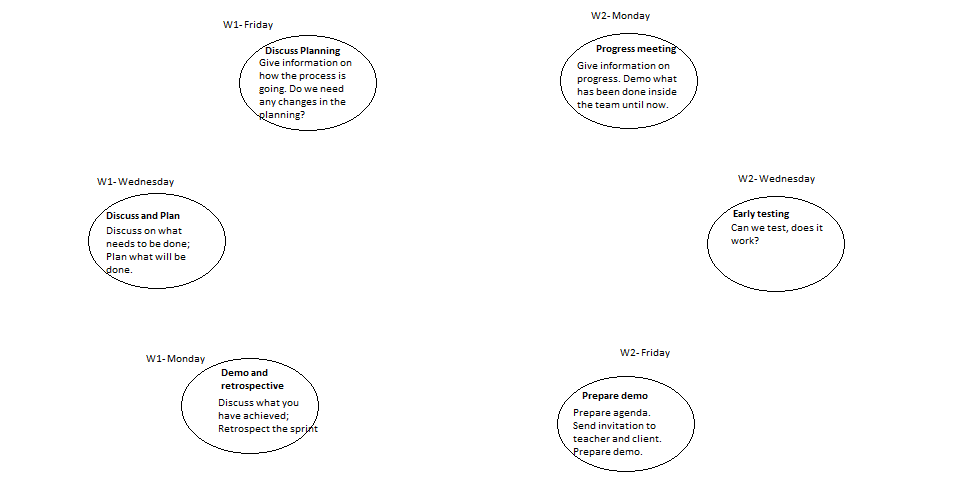 W1- Friday
Discuss Planning
Give information on
how the process is
going. Do we need
any changes in the
planning?
W2- Monday
Progress meeting
Give information on
progress. Demo what
has been done inside
the team until now.
W1- Wednesday
Discuss and Plan
Discuss on what
needs to be done;
Plan what will be
done.
W2- Wednesday
Early testing
Can we test, does it
work?
W1- Monday
Demo and
retrospective
Discuss what you
have achieved;
Retrospect the sprint
W2- Friday
Prepare demo
Prepare agenda.
Send invitation to
teacher and client.
Prepare demo.